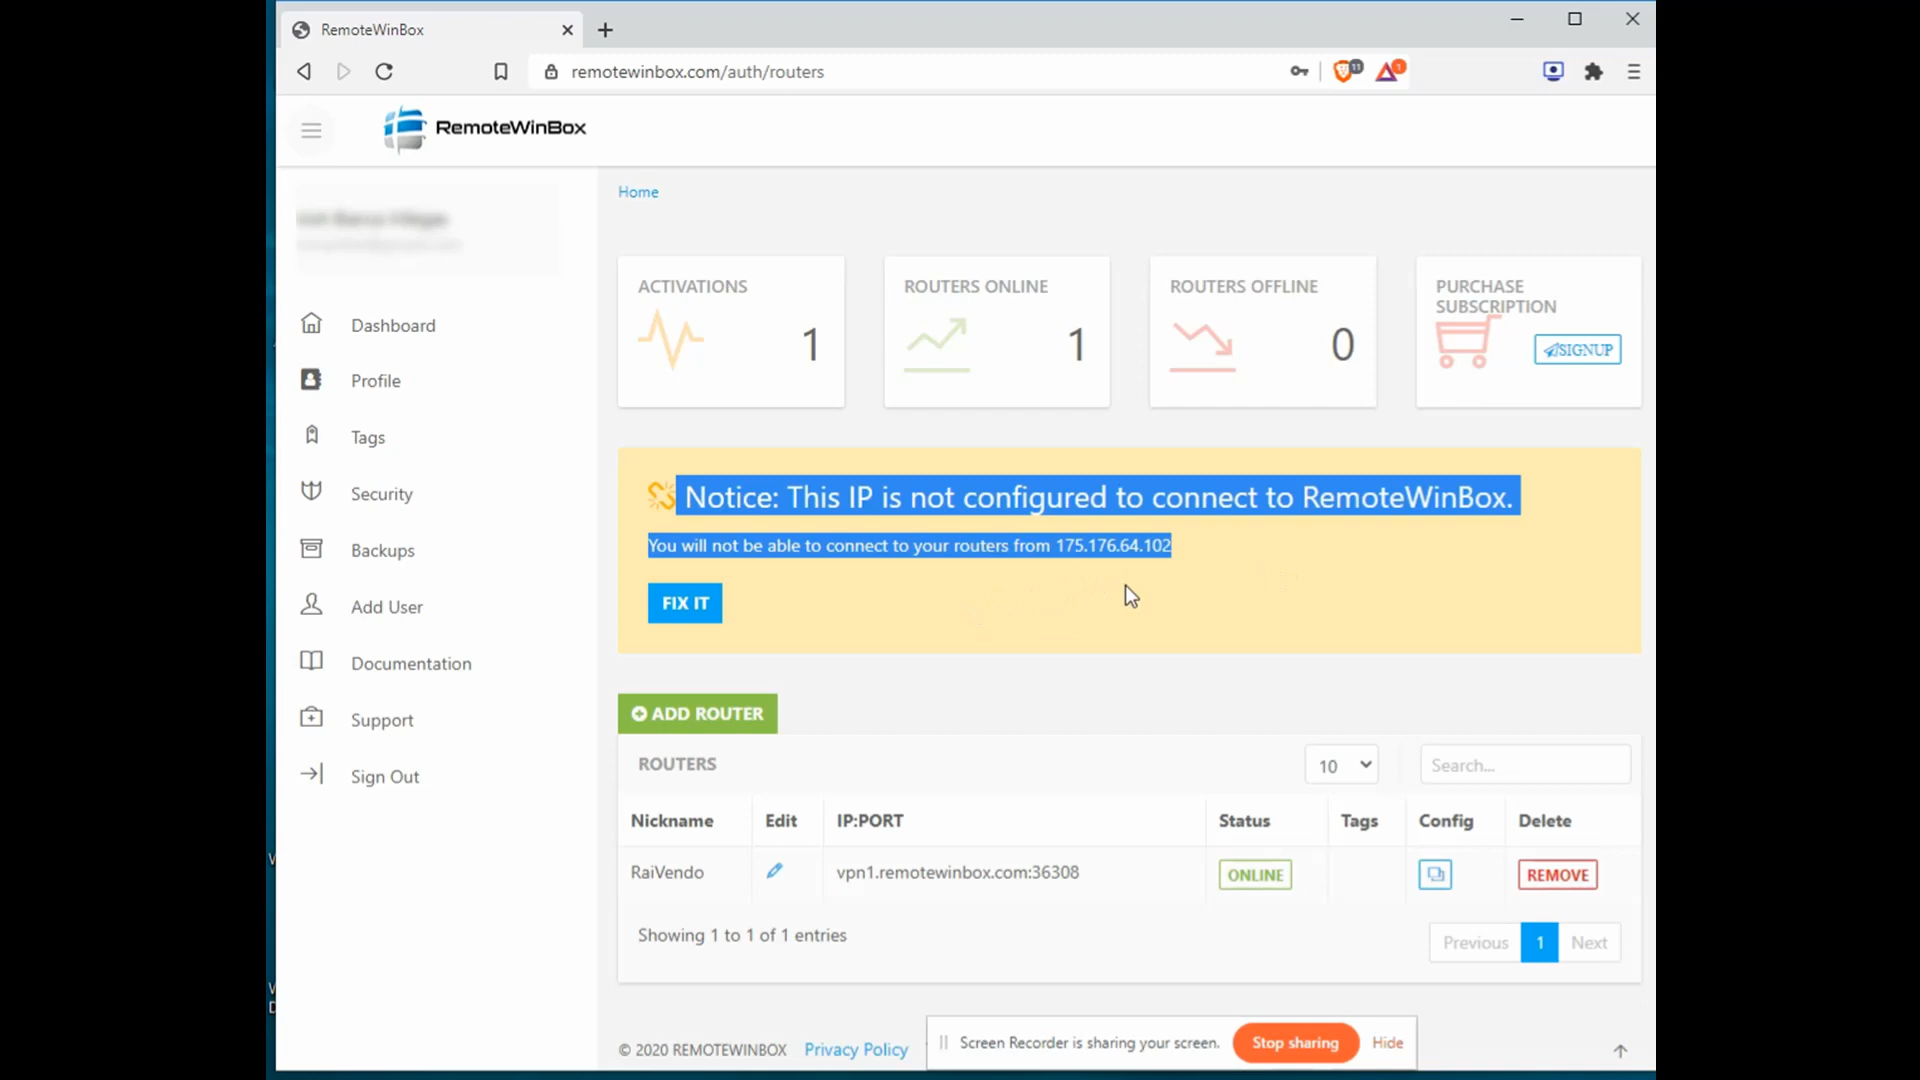 RemoteWinBox
remotewinbox.com/auth/routers
11
1
RemoteWinBox
Home
ACTIVATIONS
1
ROUTERS ONLINE
1
ROUTERS OFFLINE
0
PURCHASE
SUBSCRIPTION
SIGNUP
Dashboard
Profile
Tags
Security
Backups
Add User
Documentation
Support
Sign Out
Notice: This IP is not configured to connect to RemoteWinBox.
You will not be able to connect to your routers from 175.176.64.102
FIX IT
ADD ROUTER
ROUTERS
10
Search...
Nickname Edit IP:PORT Status Tags Config Delete
RaiVendo vpn1.remotewinbox.com:36308 ONLINE REMOVE
Showing 1 to 1 of 1 entries
Previous 1 Next
© 2020 REMOTEWINBOX Privacy Policy
Screen Recorder is sharing your screen. Stop sharing Hide